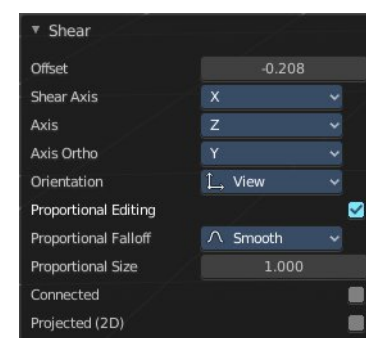 Shear
Offset -0.208
Shear Axis X
Axis Z
Axis Ortho Y
Orientation View
Proportional Editing
Proportional Falloff Smooth
Proportional Size 1.000
Connected
Projected (2D)